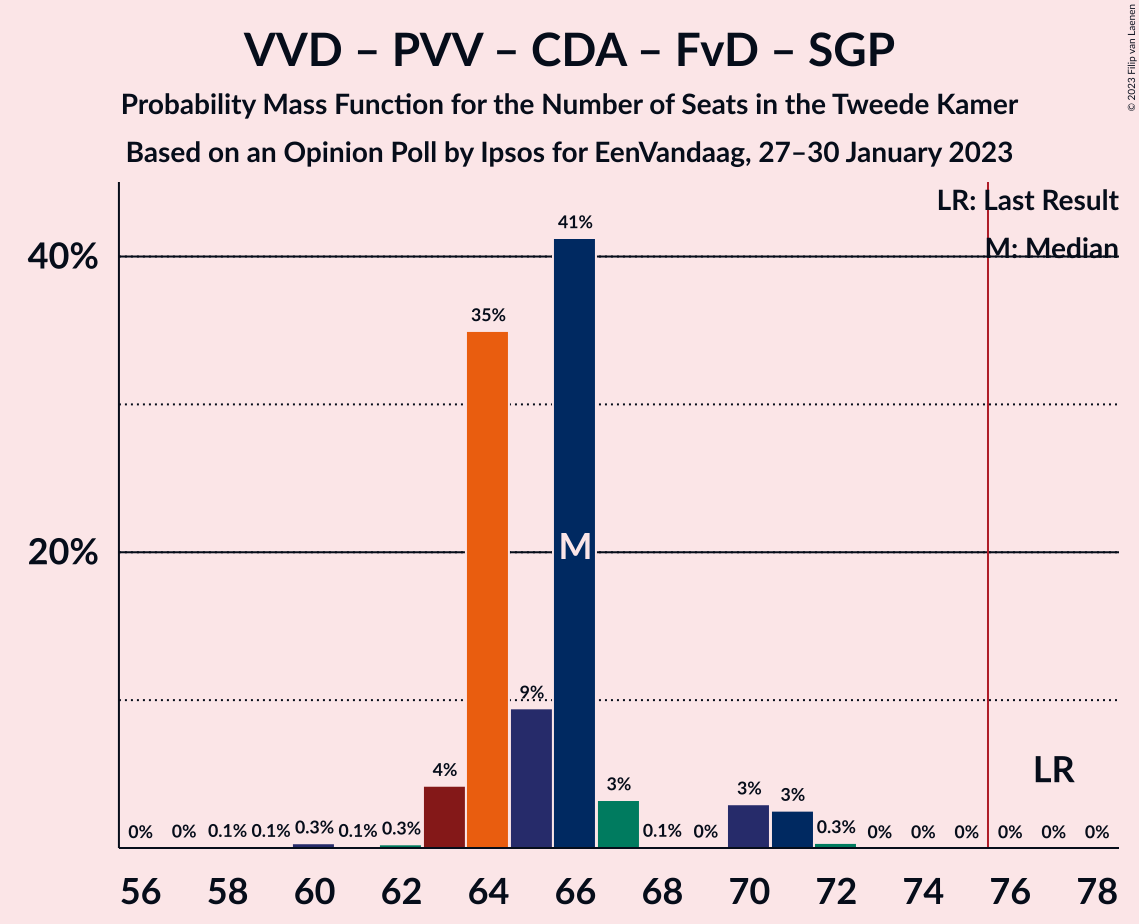 VVD – PVV – CDA – FvD – SGP
Probability Mass Function for the Number of Seats in the Tweede Kamer
Based on an Opinion Poll by Ipsos for EenVandaag, 27–30 January 2023
© 2023 Filip van Laenen
LR: Last Result
M: Median
40%
20%
0% 0% 0.1% 0.1% 0.3% 0.1% 0.3% 4% 35% 9% 41% 3% 0.1% 0% 3% 3% 0.3% 0% 0% 0% 0% 0% 0%
M
LR
56 58 60 62 64 66 68 70 72 74 76 78